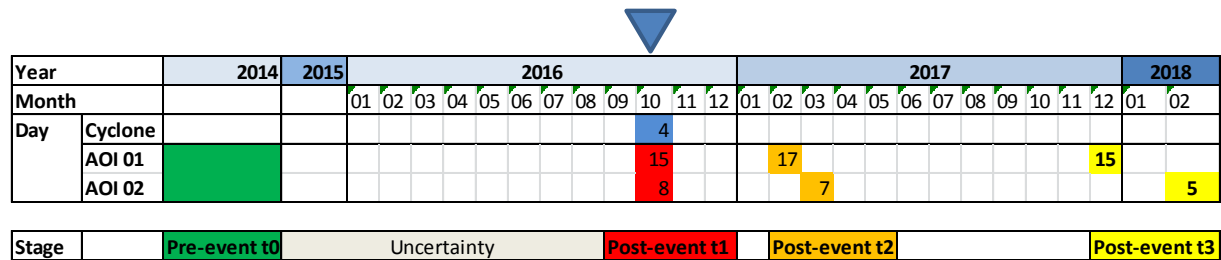 Year 2014 2015 2016 2017 2018
Month 01 02 03 04 05 06 07 08 09 10 11 12 01 02 03 04 05 06 07 08 09 10 11 12 01 02
Day Cyclone 4
AOI 01 15 17 15
AOI 02 8 7 5
Stage Pre-event t0 Uncertainty Post-event t1 Post-event t2 Post-event t3